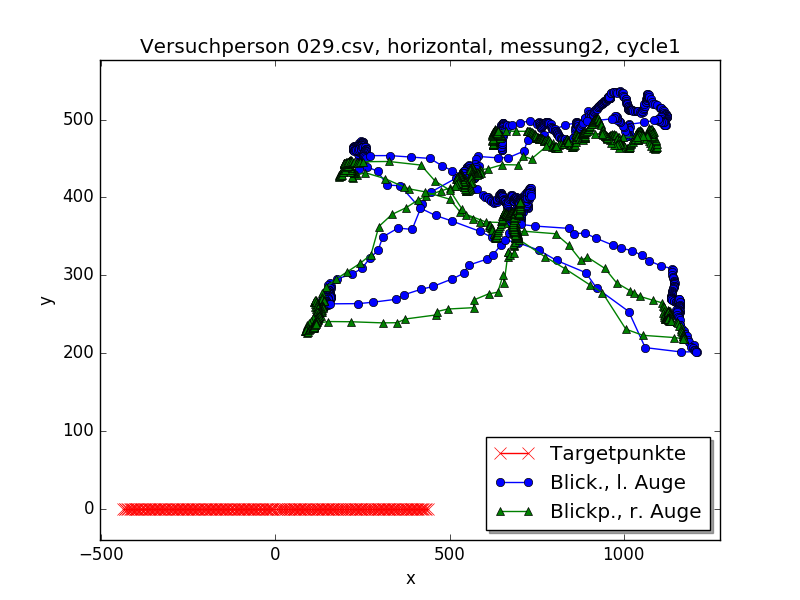 Versuchperson 029.csv, horizontal, messung2, cycle1
500
400
300
200
100
0
y
−500
0
500
1000
x
Targetpunkte
Blick., l. Auge
Blickp., r. Auge